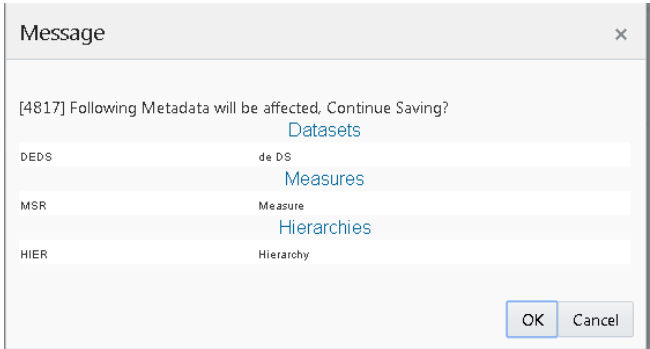 Message
×
[4817] Following Metadata will be affected, Continue Saving?
Datasets
DEDS de DS
Measures
MSR Measure
Hierarchies
HIER Hierarchy
OK Cancel